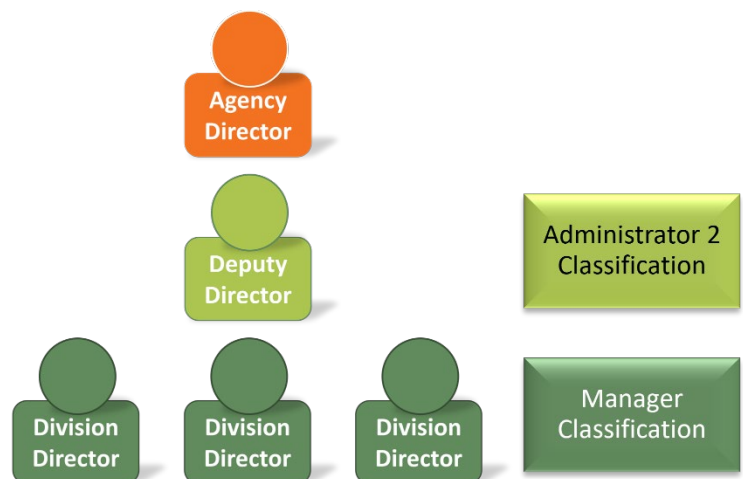 Agency
Director
Deputy
Director
Administrator 2
Classification
Division
Director
Division
Director
Division
Director
Manager
Classification